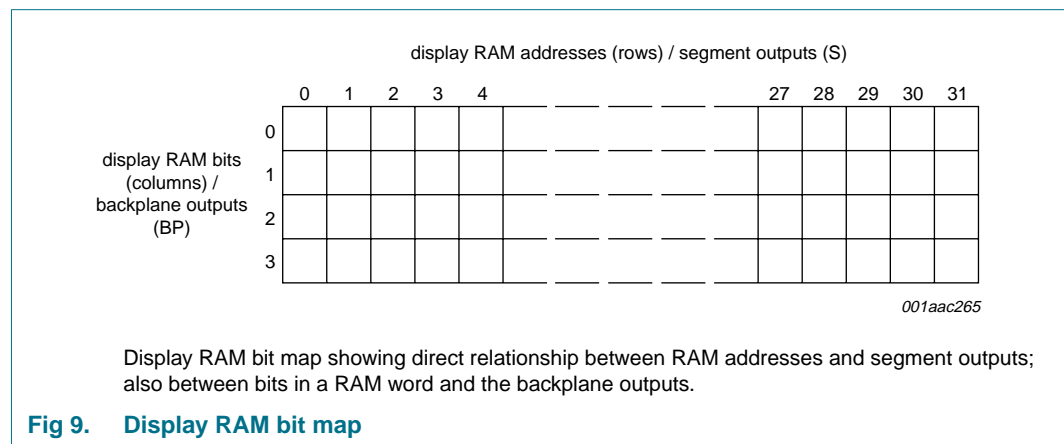 display RAM addresses (rows) / segment outputs (S)
0 1 2 3 4 27 28 29 30 31
0
display RAM bits
1
(columns) /
backplane outputs
2
(BP)
3
001aac265
Display RAM bit map showing direct relationship between RAM addresses and segment outputs;
also between bits in a RAM word and the backplane outputs.
Fig 9. Display RAM bit map